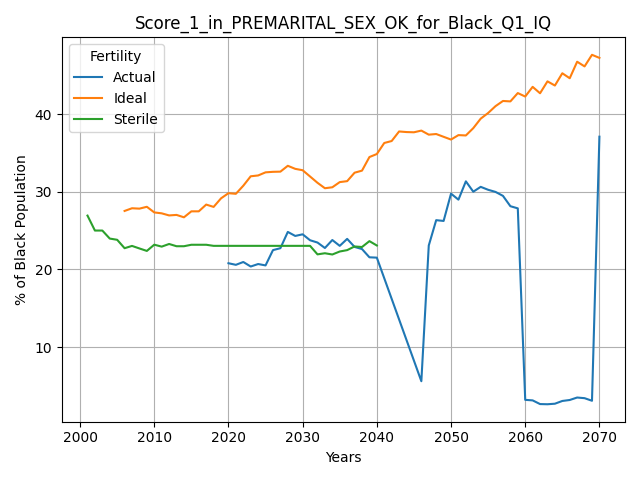 Score_1_in_PREMARITAL_SEX_OK_for_Black_Q1_IQ
Fertility
Actual
Ideal
Sterile
% of Black Population
40
30
20
10
2000 2010 2020 2030 2040 2050 2060 2070
Years